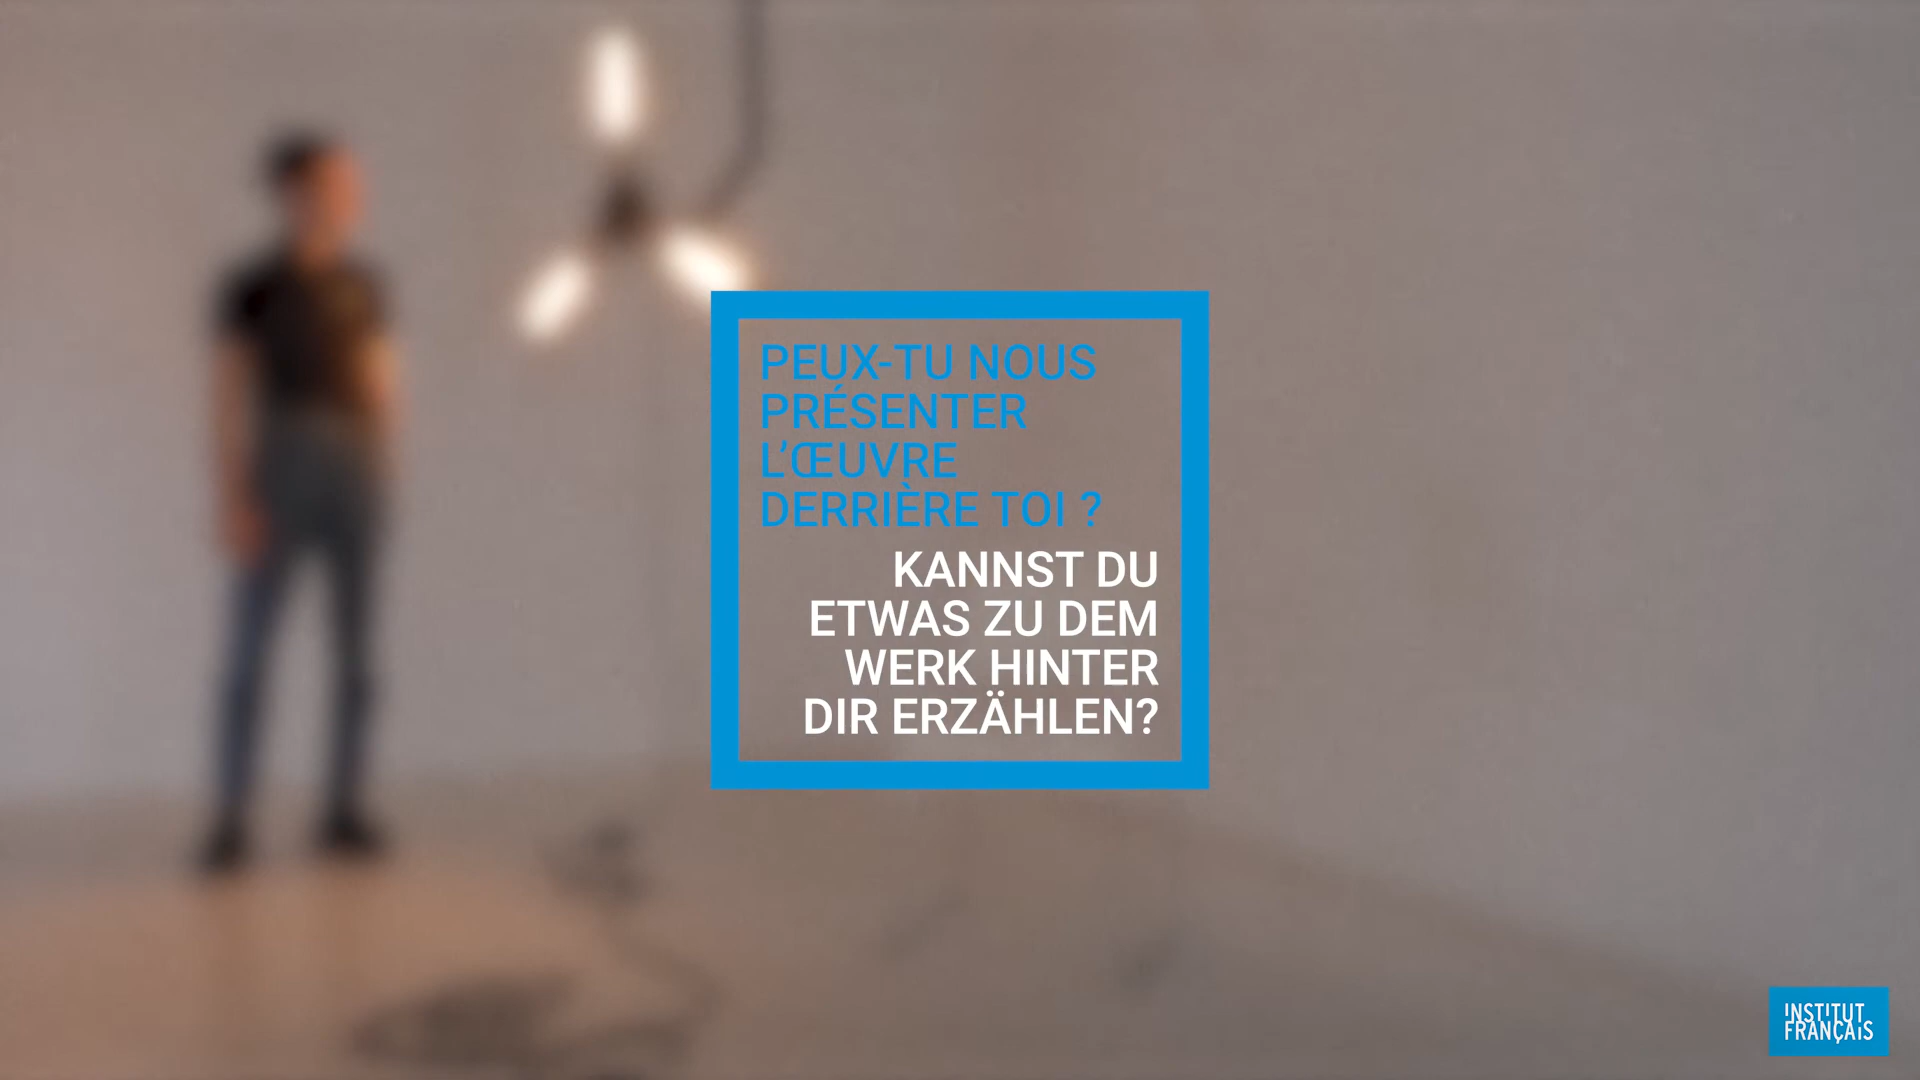 PEUX-TU NOUS
PRÉSENTER
L’ŒUVRE
DERRIÈRE TOI ?
KANNST DU
ETWAS ZU DEM
WERK HINTER
DIR ERZÄHLEN?
INSTITUT
FRANÇAIS